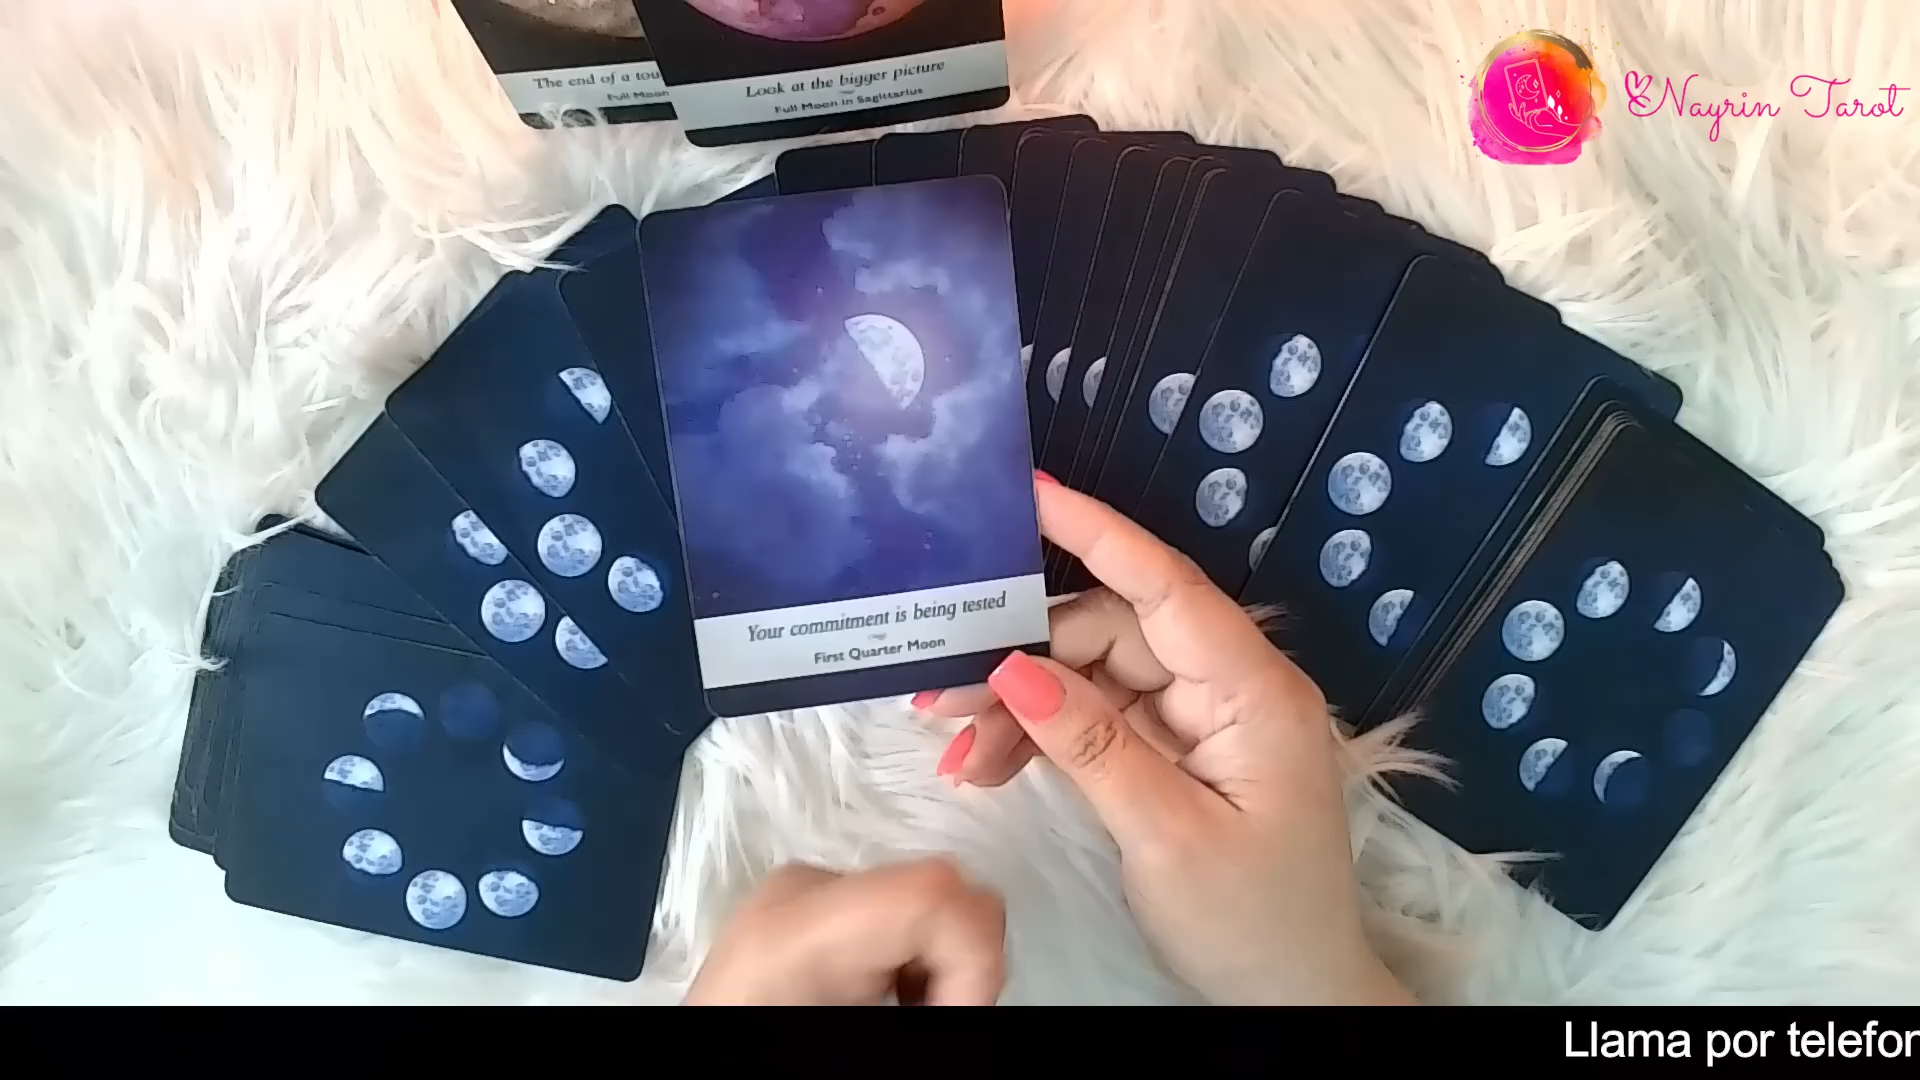 The end of a tou
Full Moon
Look at the bigger picture
Full Moon in Sagittarius
Nayrin Tarot
Your commitment is being tested
First Quarter Moon
Llama por telefor